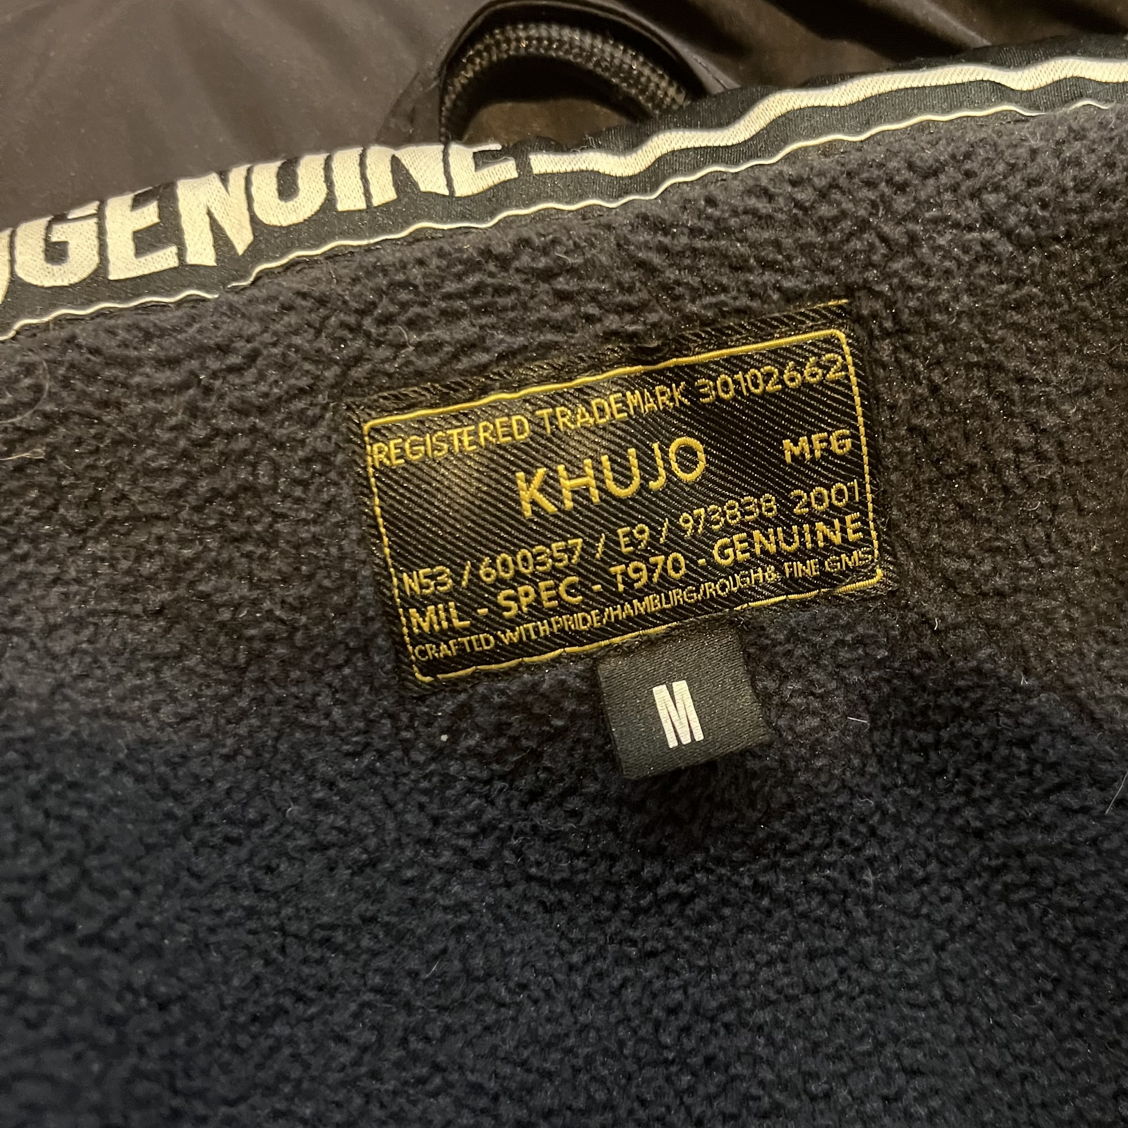 GENUINE
REGISTERED TRADEMARK 30102662
KHUJO MFG
N53 / 600357 / E9 / 973838 2001
MIL - SPEC - T970 - GENUINE
CRAFTED WITH PRIDE/HAMBURG/ROUGH & FINE GMS
M